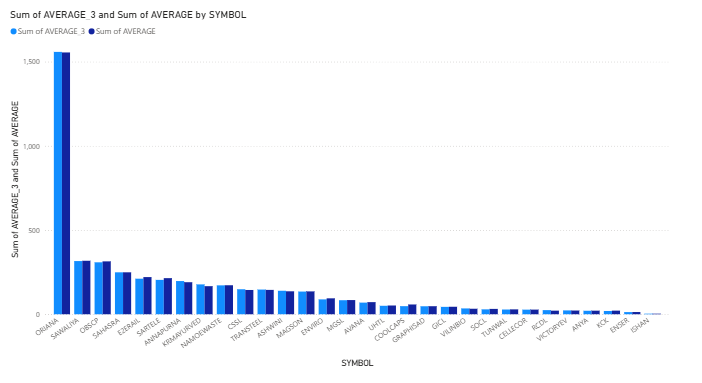 Sum of AVERAGE_3 and Sum of AVERAGE by SYMBOL
Sum of AVERAGE_3 Sum of AVERAGE
Sum of AVERAGE_3 and Sum of AVERAGE
1,500
1,000
500
0
ORIANA
SAWALIYA
OBSCP
SAHASRA
EZERAIL
SARTELE
ANNAPURNA
KRMAYURVED
NAMOEWASTE
CSSL
TRANSTEEL
ASHWINI
MAGSON
ENVIRO
MGSL
AVANA
UHTL
COOLCAPS
GRAPHISAD
GICL
VILINBIO
SOCL
TUNWAL
CELLECOR
RCDL
VICTORYEV
ANYA
KCK
ENSER
ISHAN
SYMBOL